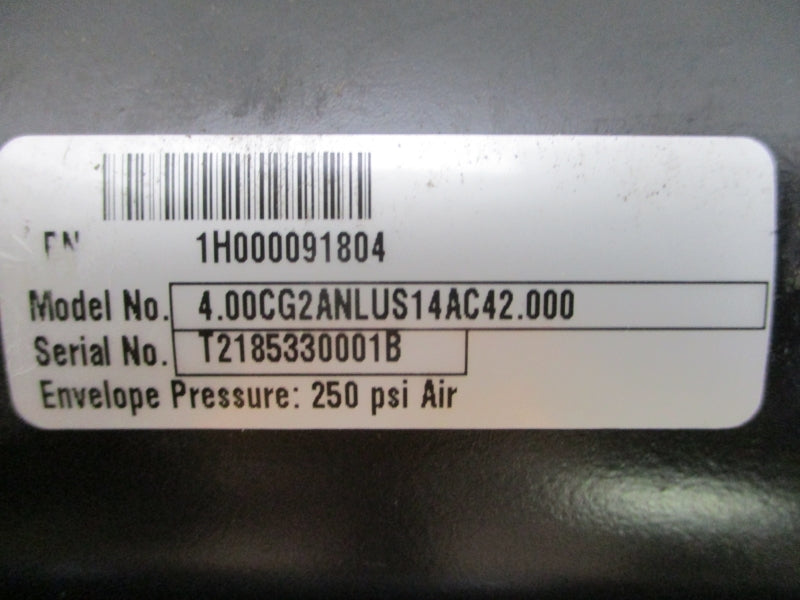 1H000091804
Model No. 4.00CG2ANLUS14AC42.000
Serial No. T2185330001B
Envelope Pressure: 250 psi Air